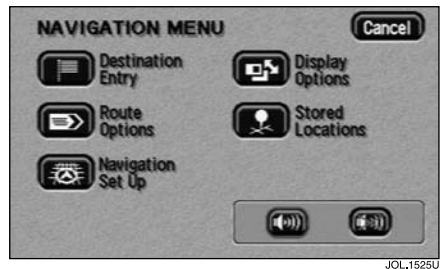 NAVIGATION MENU
Cancel
Destination
Entry
Display
Options
Route
Options
Stored
Locations
Navigation
Set Up
JOL.1525U